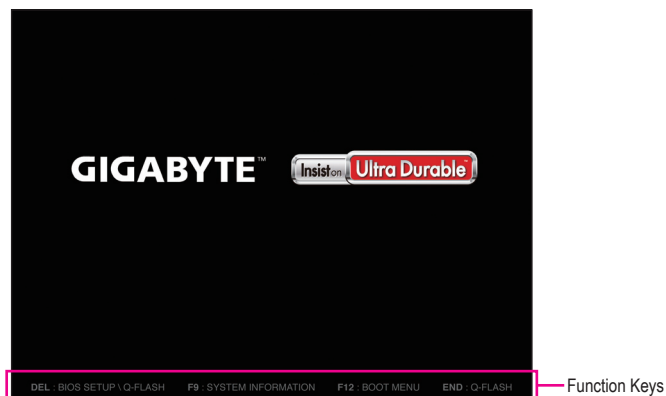 GIGABYTE™ Insist on Ultra Durable™
DEL : BIOS SETUP \ Q-FLASH F9 : SYSTEM INFORMATION F12 : BOOT MENU END : Q-FLASH
Function Keys